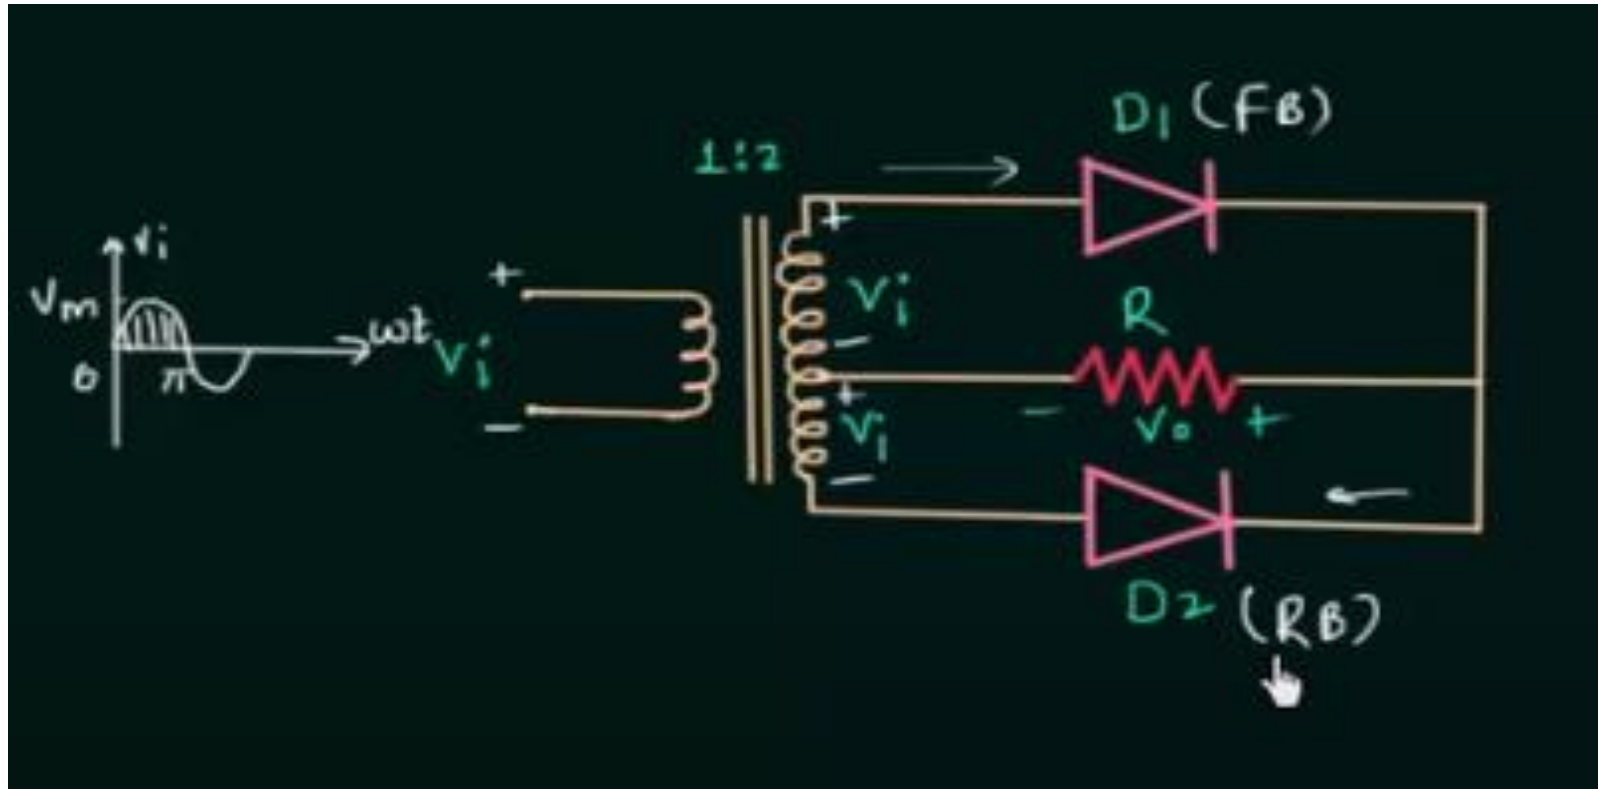 D1 (FB)
1:2
vi
Vm
ωt
0
π
+
Vi
-
+
Vi
-
+
Vi
-
R
- Vo +
D2 (RB)